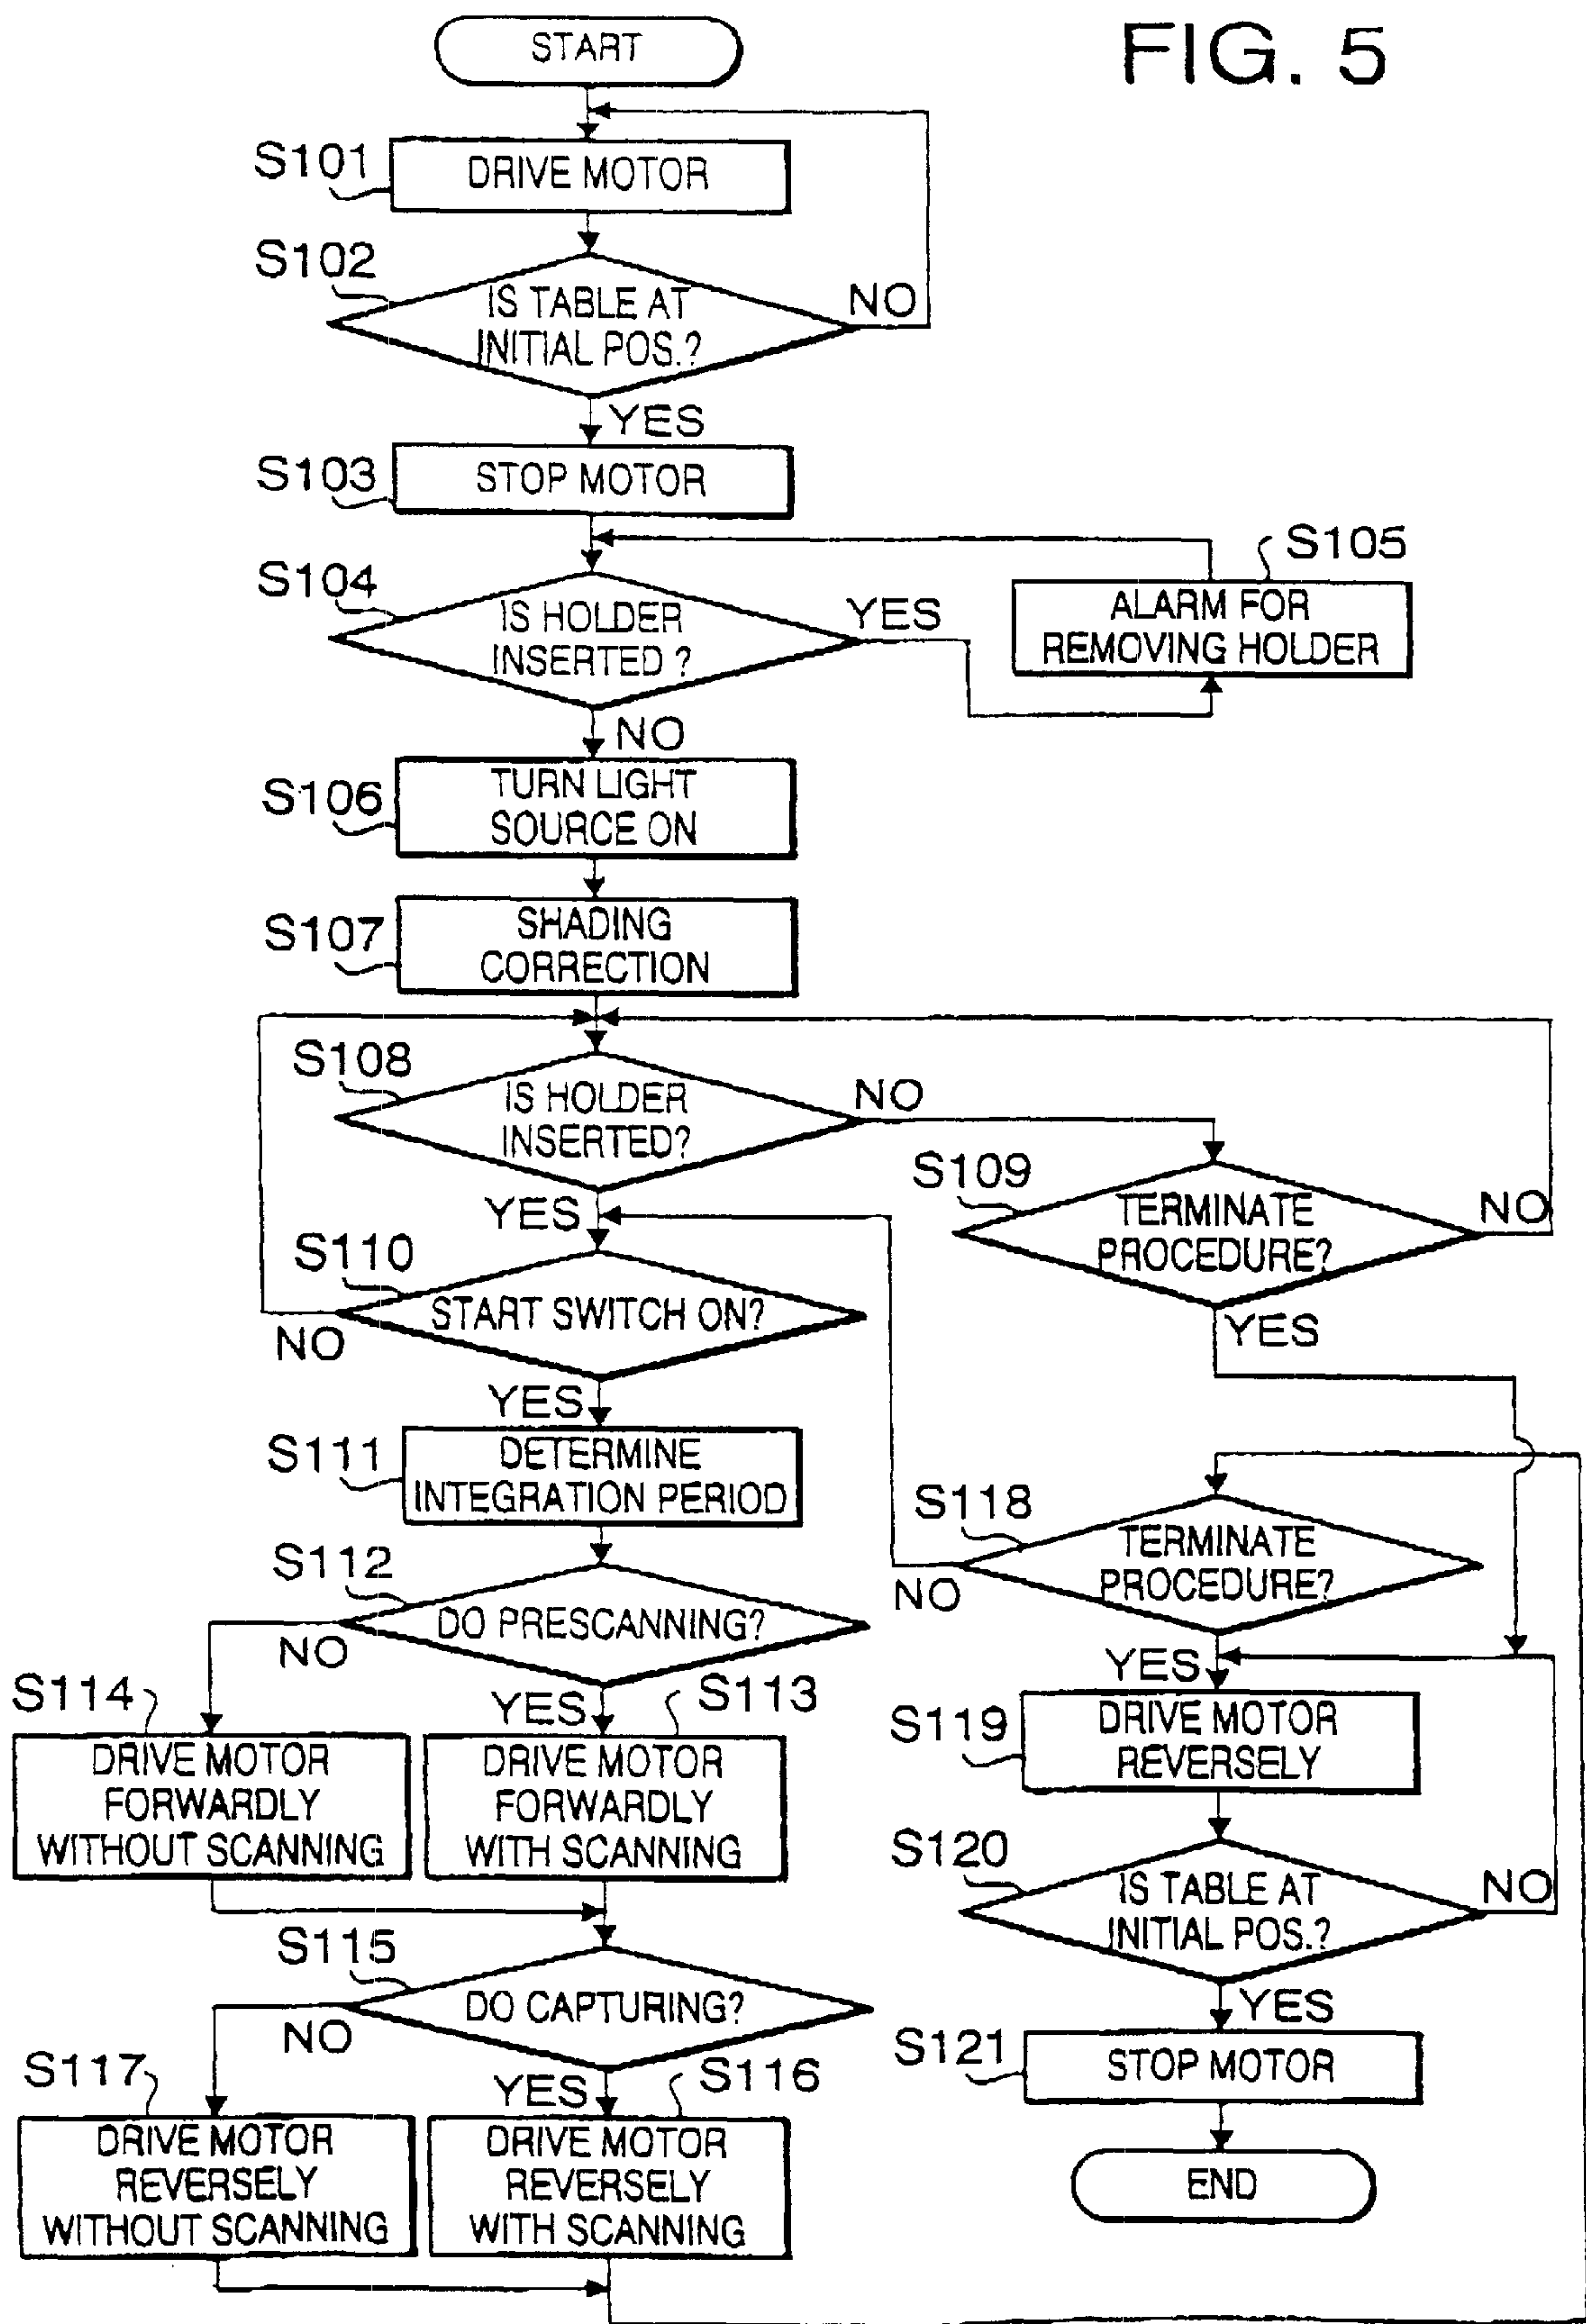 FIG. 5
START
S101
DRIVE MOTOR
S102
IS TABLE AT
INITIAL POS.?
NO
YES
S103
STOP MOTOR
S104
IS HOLDER
INSERTED ?
YES
S105
ALARM FOR
REMOVING HOLDER
NO
S106
TURN LIGHT
SOURCE ON
S107
SHADING
CORRECTION
S108
IS HOLDER
INSERTED?
NO
YES
S109
TERMINATE
PROCEDURE?
NO
YES
S110
START SWITCH ON?
NO
YES
S111
DETERMINE
INTEGRATION PERIOD
S112
DO PRESCANNING?
NO
YES
S114
DRIVE MOTOR
FORWARDLY
WITHOUT SCANNING
S113
DRIVE MOTOR
FORWARDLY
WITH SCANNING
S115
DO CAPTURING?
NO
YES
S117
DRIVE MOTOR
REVERSELY
WITHOUT SCANNING
S116
DRIVE MOTOR
REVERSELY
WITH SCANNING
S118
TERMINATE
PROCEDURE?
NO
YES
S119
DRIVE MOTOR
REVERSELY
S120
IS TABLE AT
INITIAL POS.?
NO
YES
S121
STOP MOTOR
END